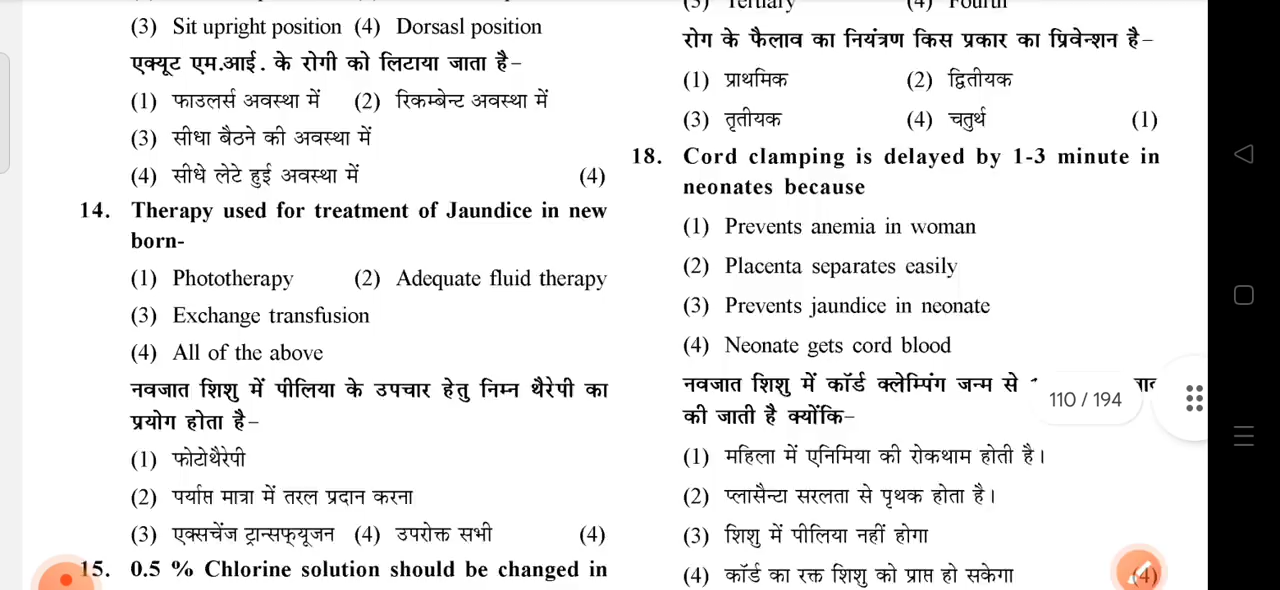 (3) Sit upright position (4) Dorsasl position
एक्यूट एम.आई. के रोगी को लिटाया जाता है–
(1) फाउलर्स अवस्था में (2) रिकम्बेन्ट अवस्था में
(3) सीधा बैठने की अवस्था में
(4) सीधे लेटे हुई अवस्था में (4)
14. Therapy used for treatment of Jaundice in new
born-
(1) Phototherapy (2) Adequate fluid therapy
(3) Exchange transfusion
(4) All of the above
नवजात शिशु में पीलिया के उपचार हेतु निम्न थैरेपी का
प्रयोग होता है–
(1) फोटोथैरेपी
(2) पर्याप्त मात्रा में तरल प्रदान करना
(3) एक्सचेंज ट्रान्सफ्यूजन (4) उपरोक्त सभी (4)
15. 0.5 % Chlorine solution should be changed in
(3) Tertiary (4) Fourth
रोग के फैलाव का नियंत्रण किस प्रकार का प्रिवेन्शन है–
(1) प्राथमिक (2) द्वितीयक
(3) तृतीयक (4) चतुर्थ (1)
18. Cord clamping is delayed by 1-3 minute in
neonates because
(1) Prevents anemia in woman
(2) Placenta separates easily
(3) Prevents jaundice in neonate
(4) Neonate gets cord blood
नवजात शिशु में कॉर्ड क्लेम्पिंग जन्म से
की जाती है क्योंकि–
(1) महिला में एनिमिया की रोकथाम होती है।
(2) प्लासैन्टा सरलता से पृथक होता है।
(3) शिशु में पीलिया नहीं होगा
(4) कॉर्ड का रक्त शिशु को प्राप्त हो सकेगा (4)
110 / 194